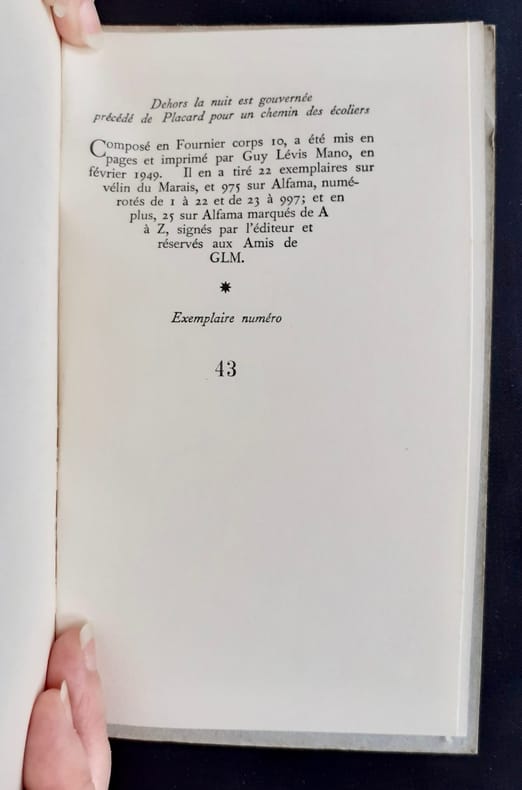 Dehors la nuit est gouvernée
précédé de Placard pour un chemin des écoliers
Composé en Fournier corps 10, a été mis en
pages et imprimé par Guy Lévis Mano, en
février 1949. Il en a tiré 22 exemplaires sur
vélin du Marais, et 975 sur Alfama, numé-
rotés de 1 à 22 et de 23 à 997; et en
plus, 25 sur Alfama marqués de A
à Z, signés par l'éditeur et
réservés aux Amis de
GLM.
Exemplaire numéro
43